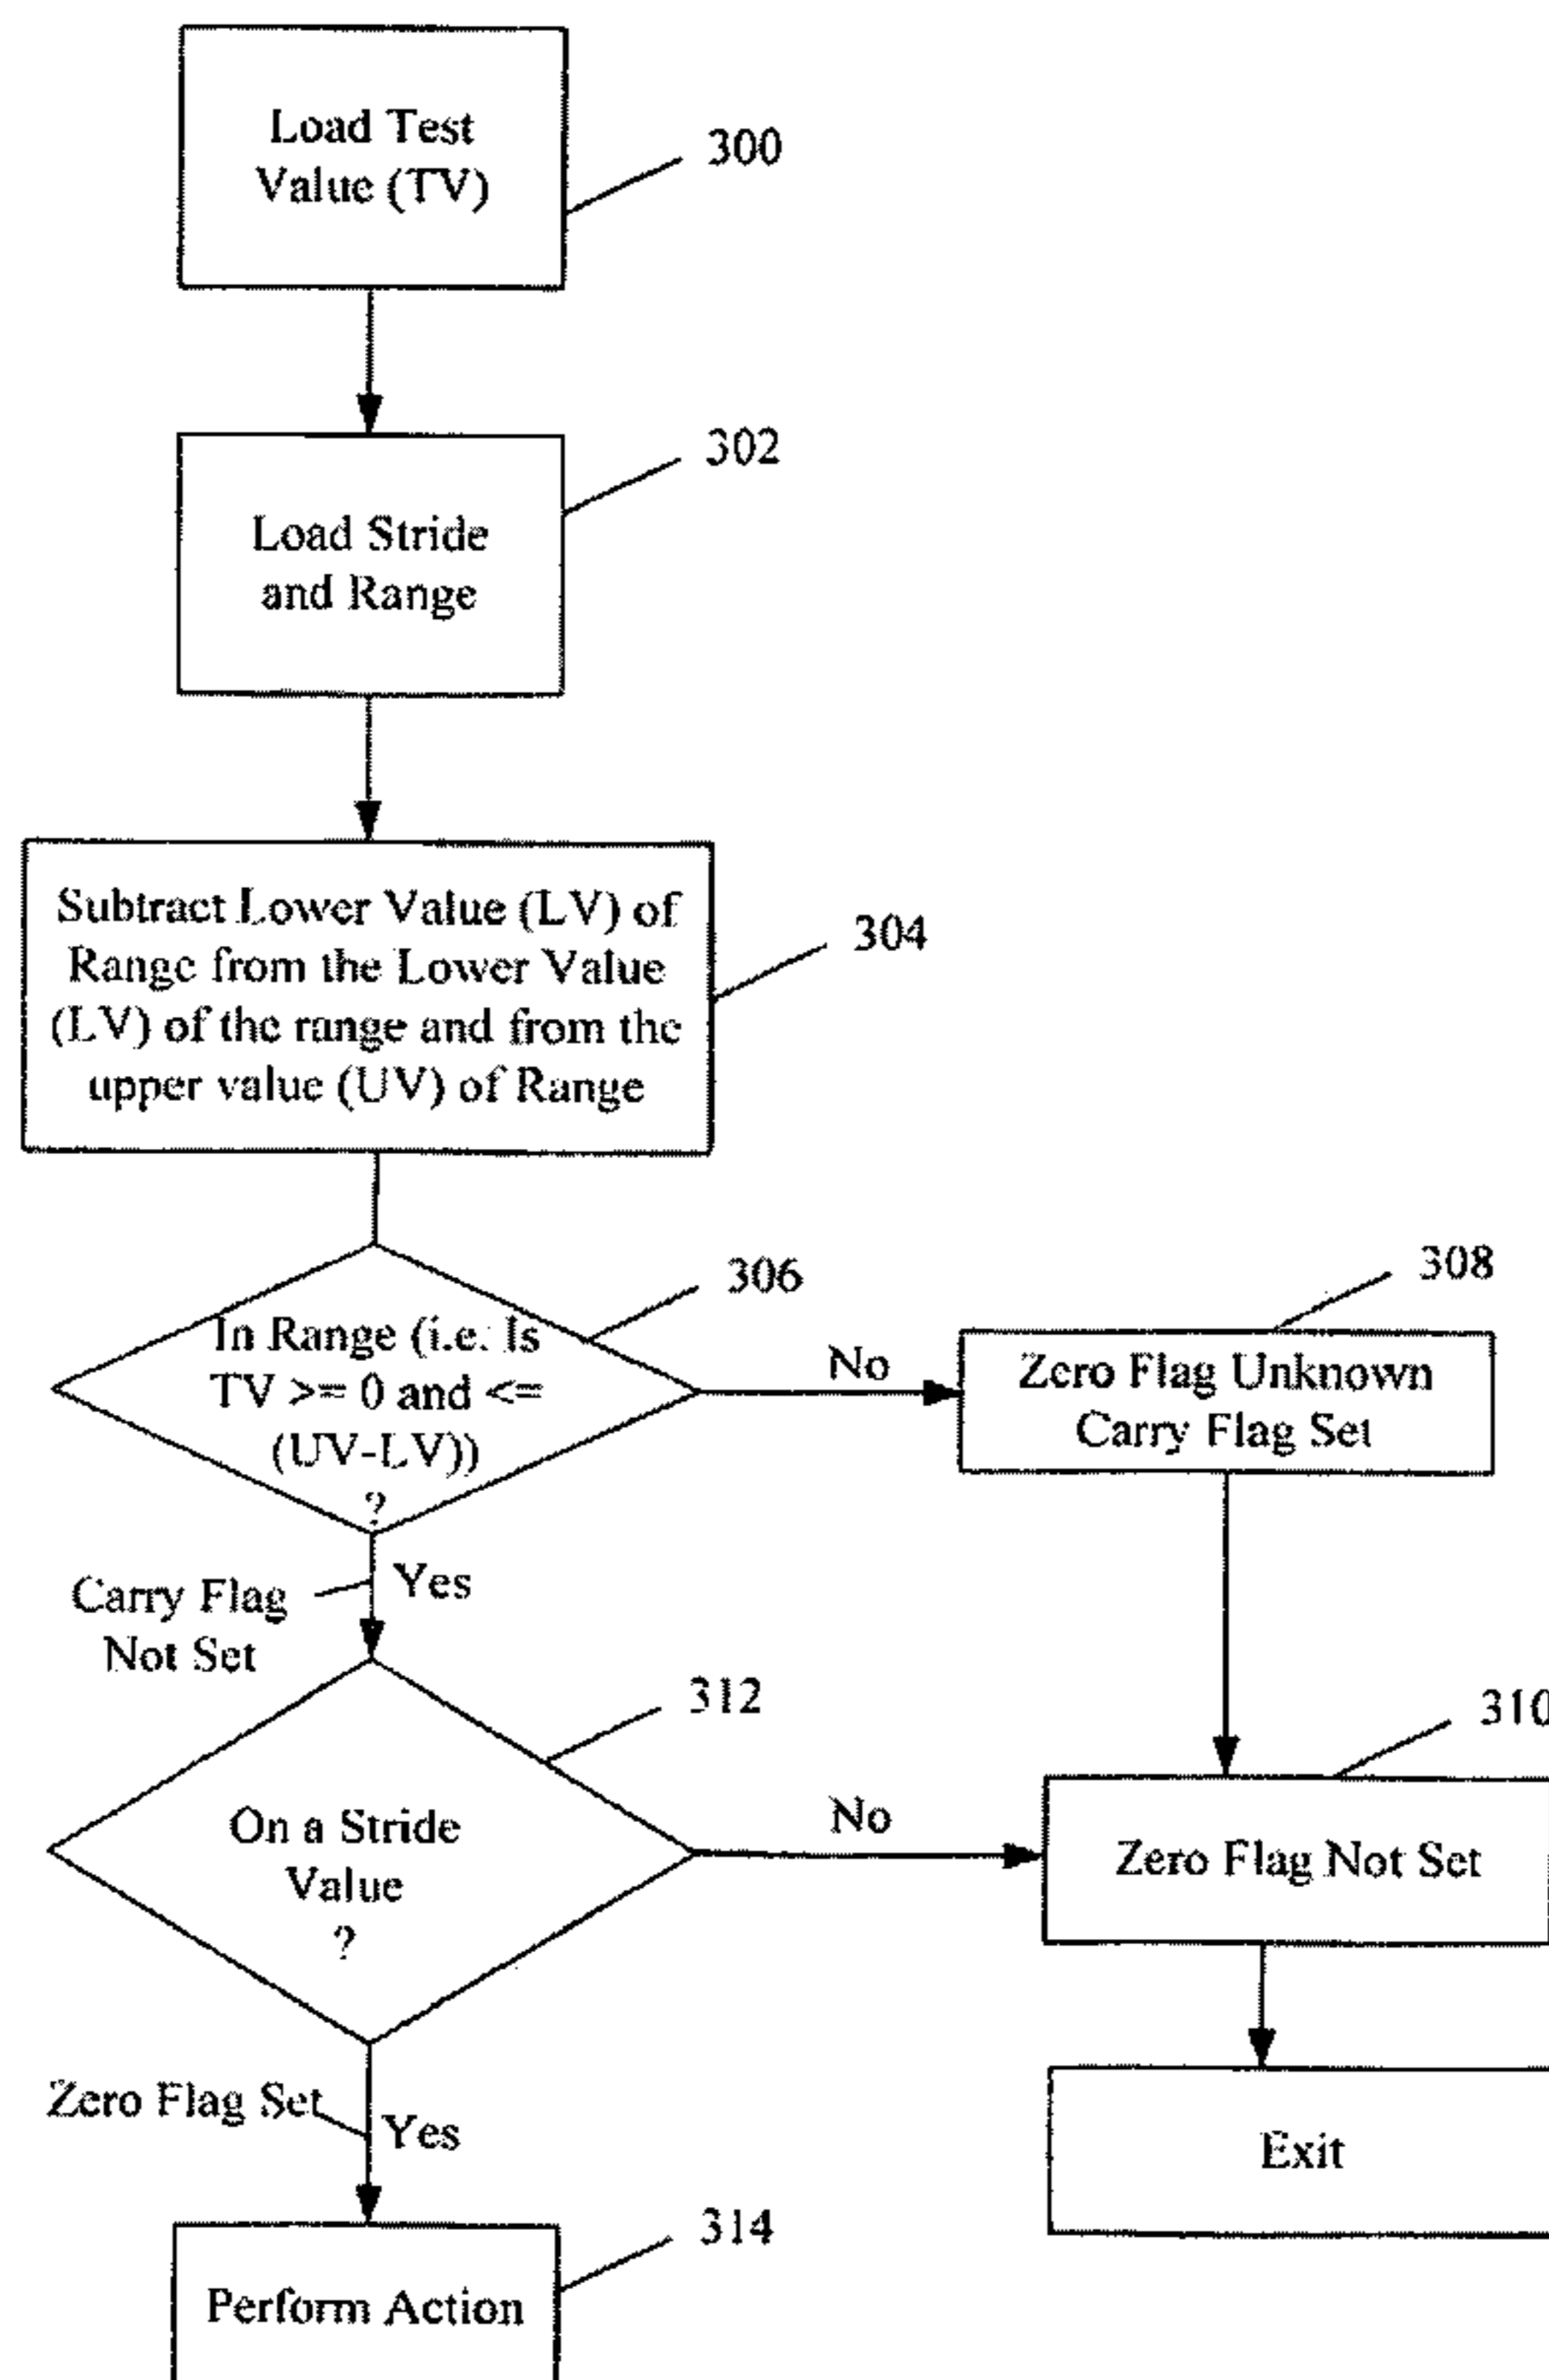 Load Test
Value (TV)
300
302
Load Stride
and Range
Subtract Lower Value (LV) of
Range from the Lower Value
(LV) of the range and from the
upper value (UV) of Range
304
306
In Range (i.e. Is
TV >= 0 and <=
(UV-LV))
?
No
308
Zero Flag Unknown
Carry Flag Set
Carry Flag
Not Set
Yes
312
On a Stride
Value
?
No
310
Zero Flag Not Set
Zero Flag Set
Yes
Exit
314
Perform Action